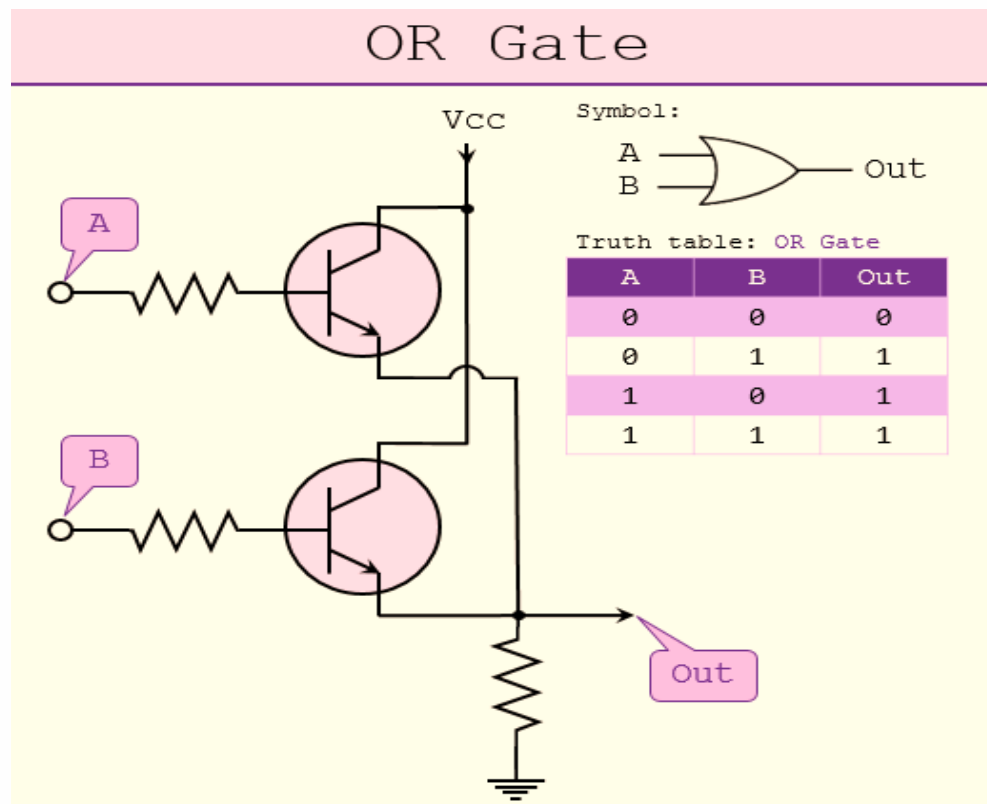 OR Gate
Vcc
Symbol:
A
B
Out
A
Truth table: OR Gate
A B Out
0 0 0
0 1 1
1 0 1
1 1 1
B
Out